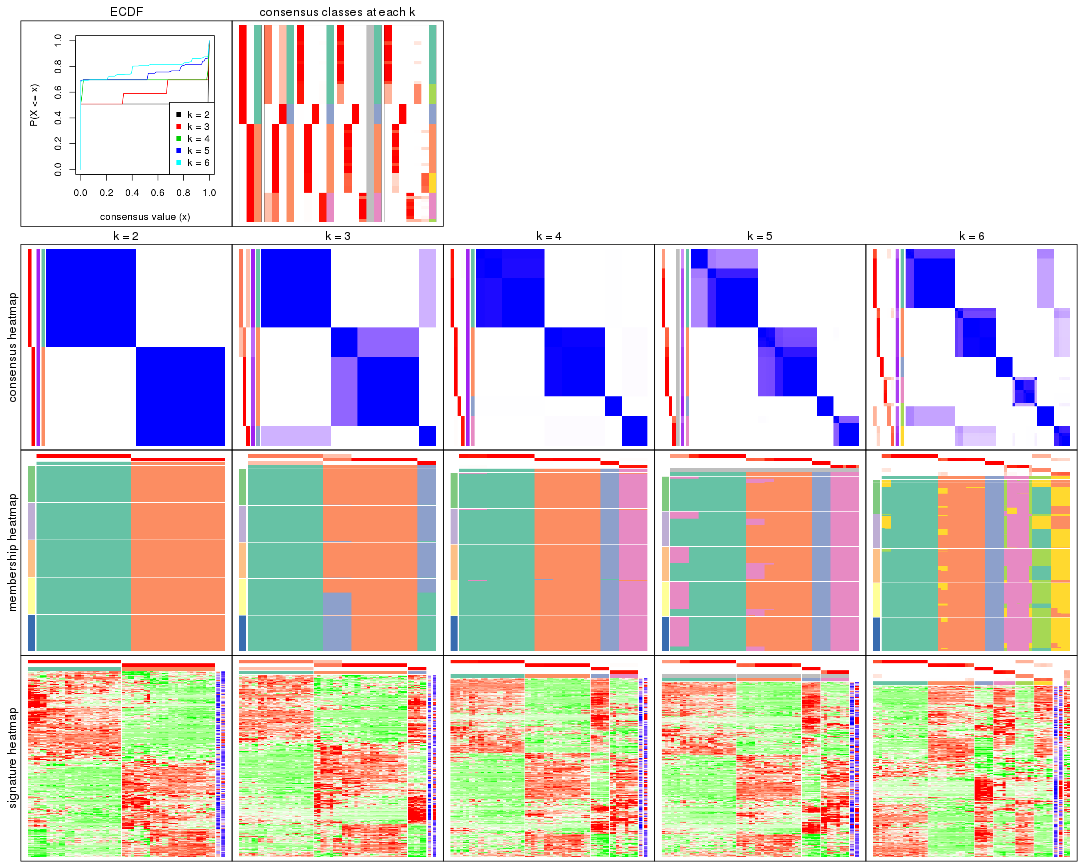 ECDF
consensus classes at each k
P(X <= x)
0.0 0.2 0.4 0.6 0.8 1.0
k = 2
k = 3
k = 4
k = 5
k = 6
0.0 0.2 0.4 0.6 0.8 1.0
consensus value (x)
k = 2
k = 3
k = 4
k = 5
k = 6
consensus heatmap
membership heatmap
signature heatmap